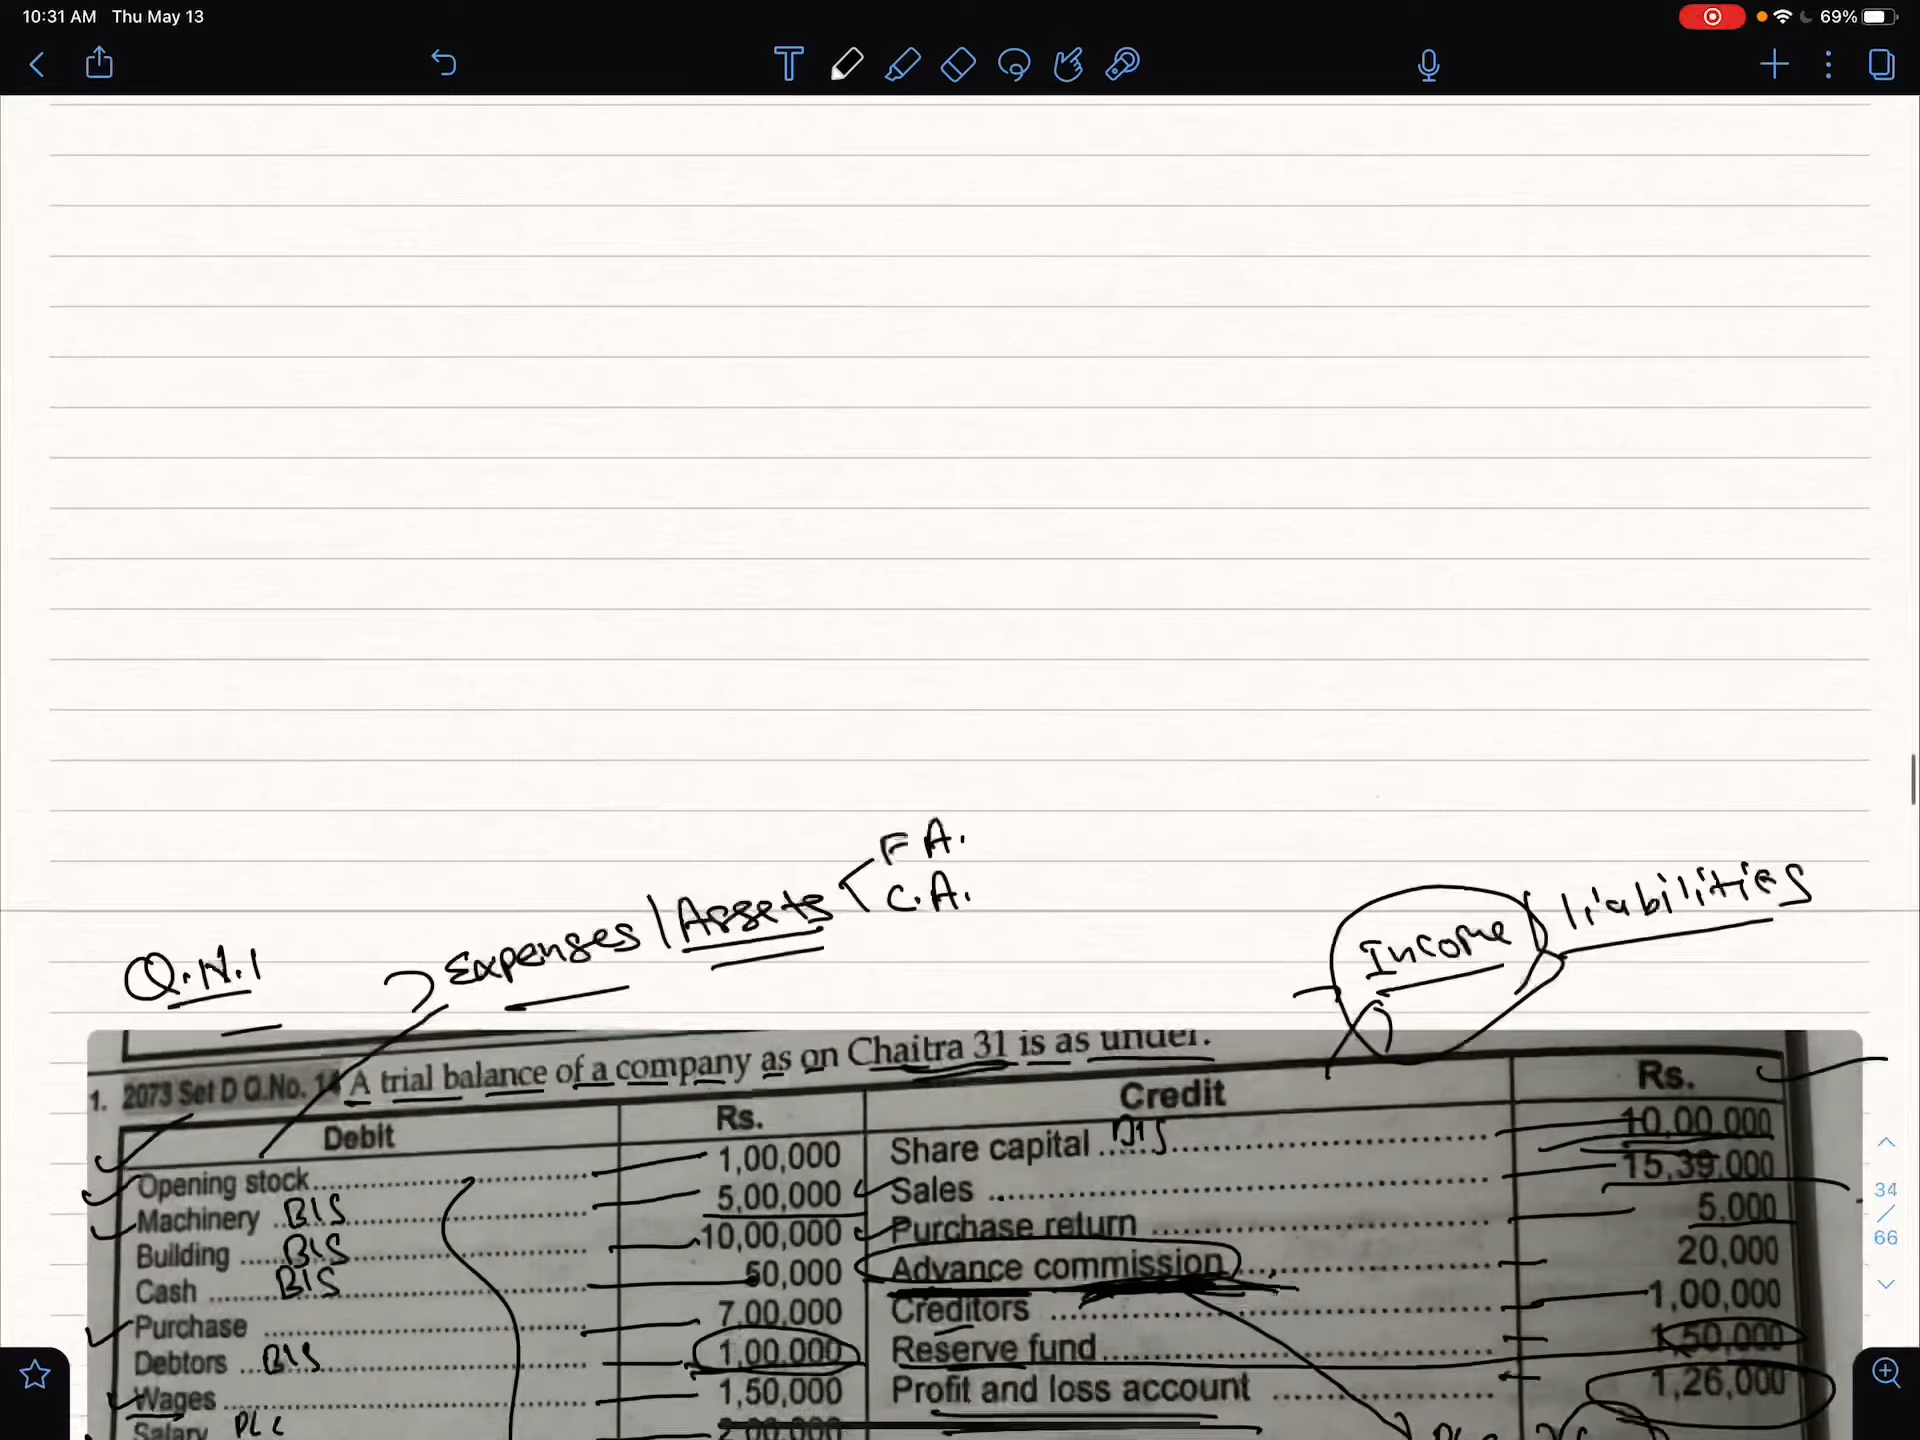 10:31 AM Thu May 13
69%
F A.
C.A.
Expenses / Assets
Income / liabilities
Q.N.1
1. 2073 Set D Q.No. 14 A trial balance of a company as on Chaitra 31 is as under.
Debit Rs. Credit Rs.
Opening stock 1,00,000 Share capital B/S 10,00,000
Machinery B/S 5,00,000 Sales 15,39,000
Building B/S 10,00,000 Purchase return 5,000
Cash B/S 50,000 Advance commission 20,000
Purchase 7,00,000 Creditors 1,00,000
Debtors B/S 1,00,000 Reserve fund 50,000
Wages 1,50,000 Profit and loss account 1,26,000
Salary 2,00,000
34
/
66